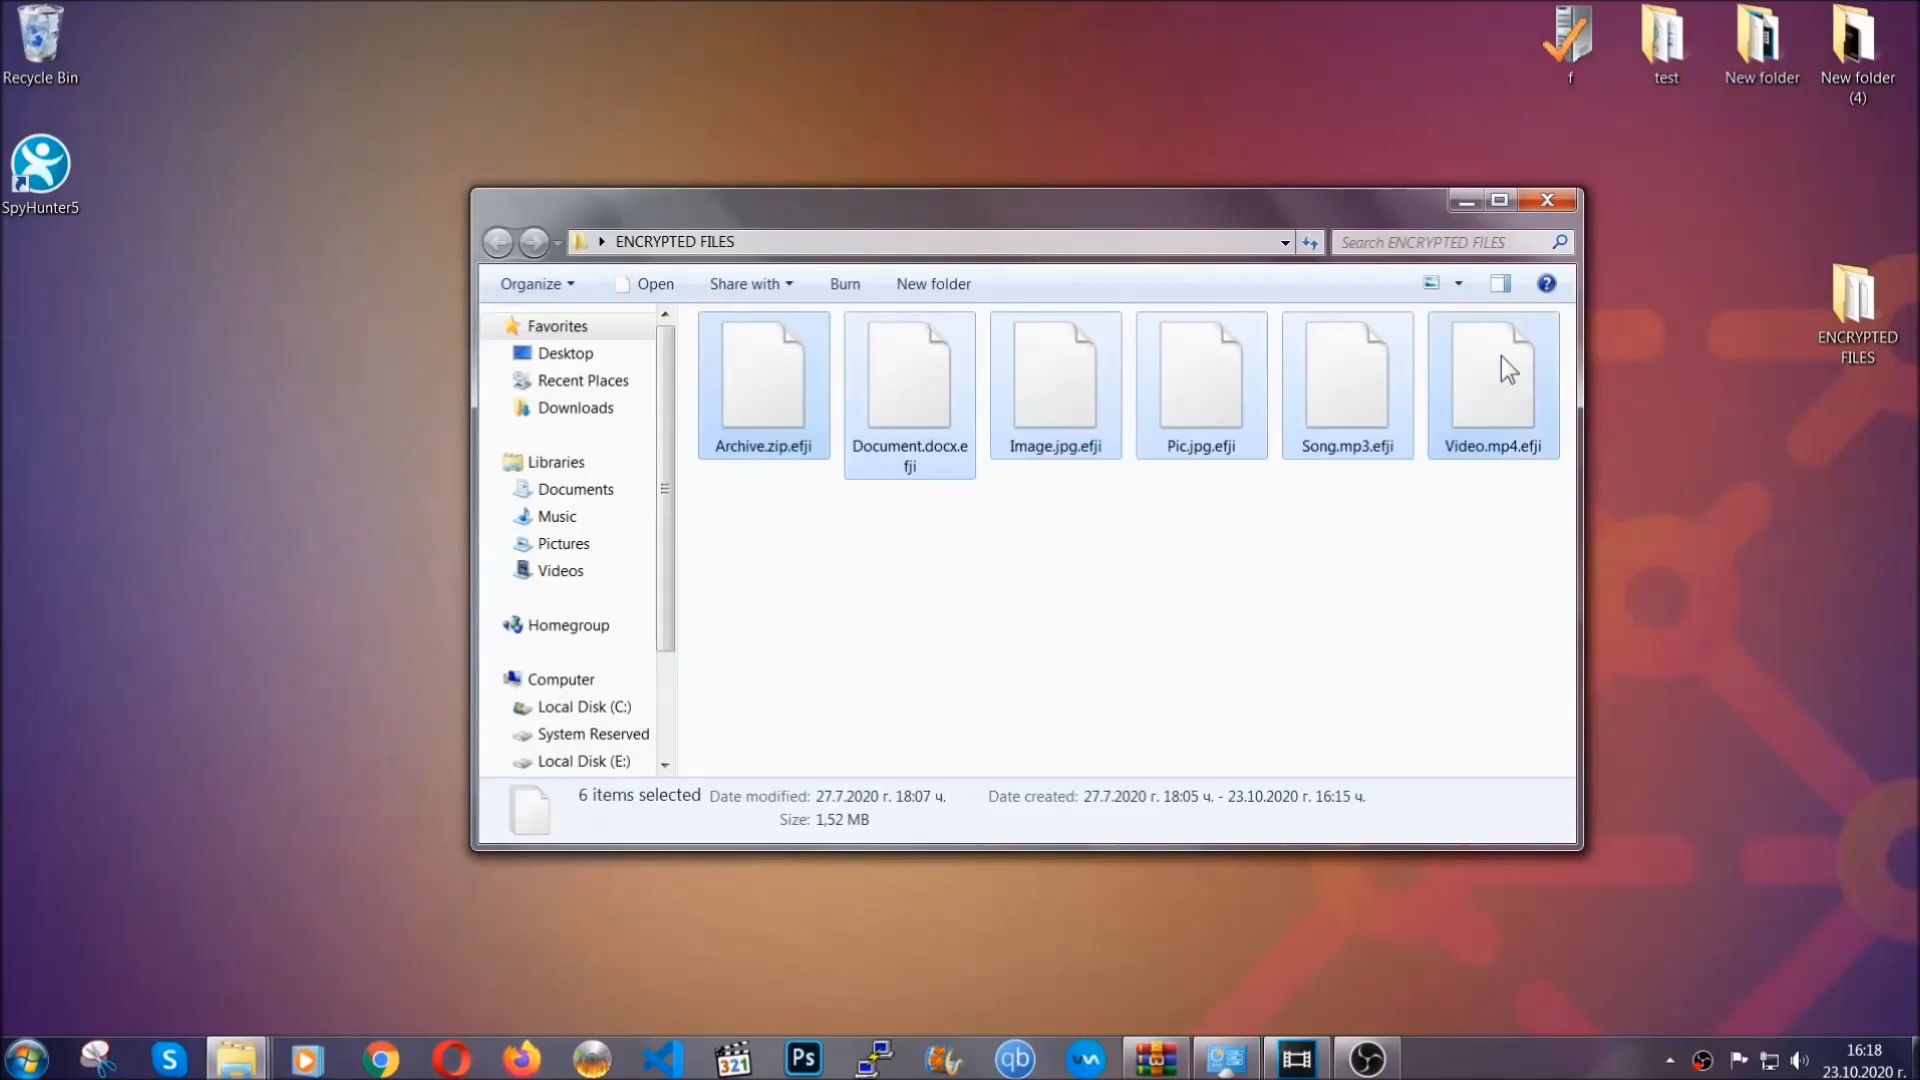 Recycle Bin
SpyHunter5
f
test
New folder
New folder
(4)
ENCRYPTED
FILES
ENCRYPTED FILES
Search ENCRYPTED FILES
Organize
Open
Share with
Burn
New folder
Favorites
Desktop
Recent Places
Downloads
Libraries
Documents
Music
Pictures
Videos
Homegroup
Computer
Local Disk (C:)
System Reserved
Local Disk (E:)
Archive.zip.efji
Document.docx.e
fji
Image.jpg.efji
Pic.jpg.efji
Song.mp3.efji
Video.mp4.efji
6 items selected Date modified: 27.7.2020 г. 18:07 ч. Date created: 27.7.2020 г. 18:05 ч. - 23.10.2020 г. 16:15 ч.
Size: 1,52 MB
S
321
Ps
qb
16:18
23.10.2020 г.